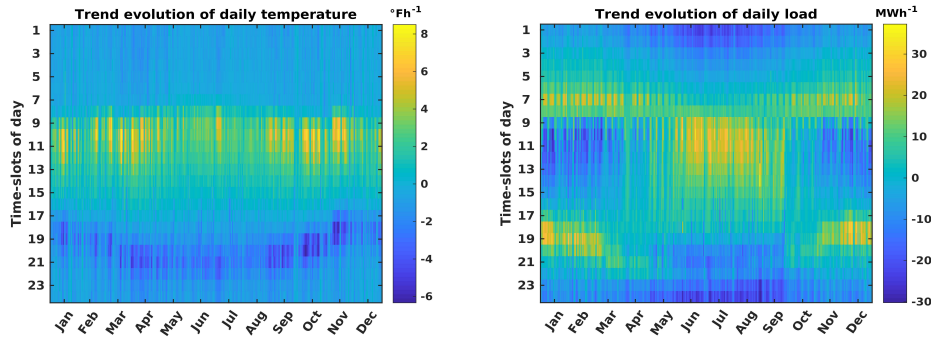 Trend evolution of daily temperature
°Fh-1
Time-slots of day
1
3
5
7
9
11
13
15
17
19
21
23
Jan
Feb
Mar
Apr
May
Jun
Jul
Aug
Sep
Oct
Nov
Dec
8
6
4
2
0
-2
-4
-6
Trend evolution of daily load
MWh-1
Time-slots of day
1
3
5
7
9
11
13
15
17
19
21
23
Jan
Feb
Mar
Apr
May
Jun
Jul
Aug
Sep
Oct
Nov
Dec
30
20
10
0
-10
-20
-30